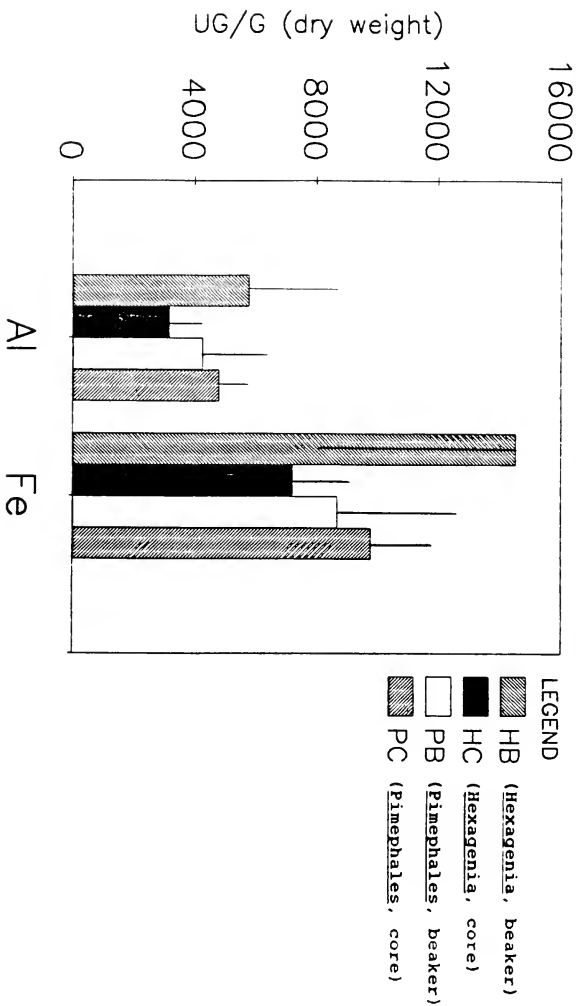 UG/G (dry weight)
16000
12000
8000
4000
0
Al Fe
LEGEND
HB (Hexagenia, beaker)
HC (Hexagenia, core)
PB (Pimephales, beaker)
PC (Pimephales, core)